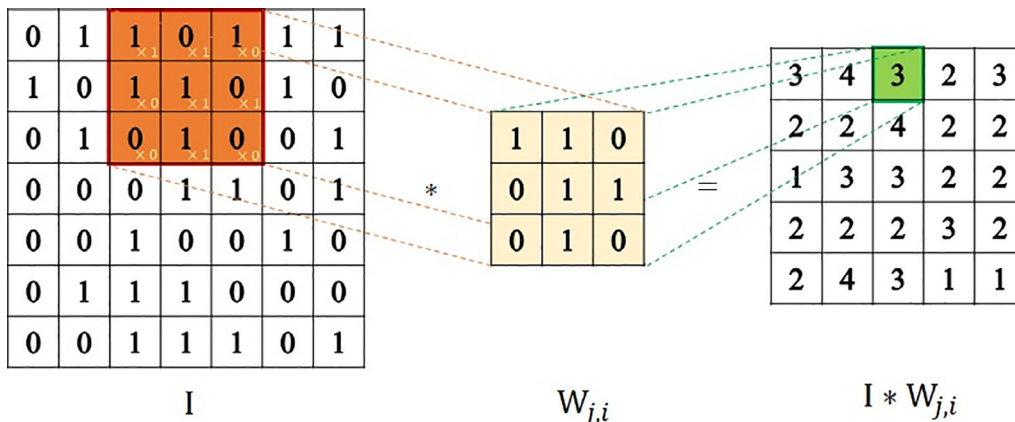 0 1 1 0 1 1 1
×1 ×1 ×0
1 0 1 1 0 1 0
×0 ×1 ×1
0 1 0 1 0 0 1
×0 ×1 ×0
0 0 0 1 1 0 1
0 0 1 0 0 1 0
0 1 1 1 0 0 0
0 0 1 1 1 0 1
I
*
1 1 0
0 1 1
0 1 0
W_{j,i}
=
3 4 3 2 3
2 2 4 2 2
1 3 3 2 2
2 2 2 3 2
2 4 3 1 1
I ∗ W_{j,i}